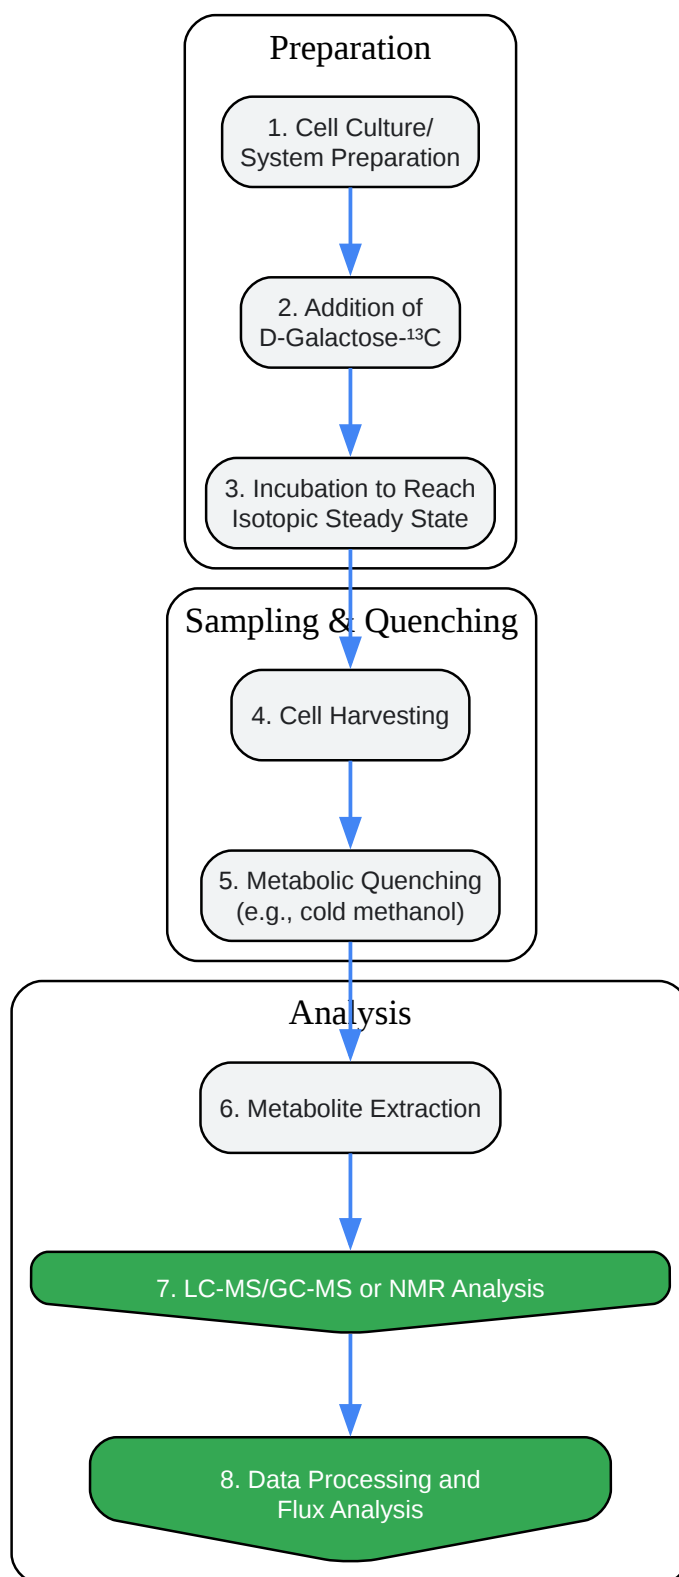 Preparation
1. Cell Culture/
System Preparation
2. Addition of
D-Galactose-¹³C
3. Incubation to Reach
Isotopic Steady State
Sampling & Quenching
4. Cell Harvesting
5. Metabolic Quenching
(e.g., cold methanol)
Analysis
6. Metabolite Extraction
7. LC-MS/GC-MS or NMR Analysis
8. Data Processing and
Flux Analysis